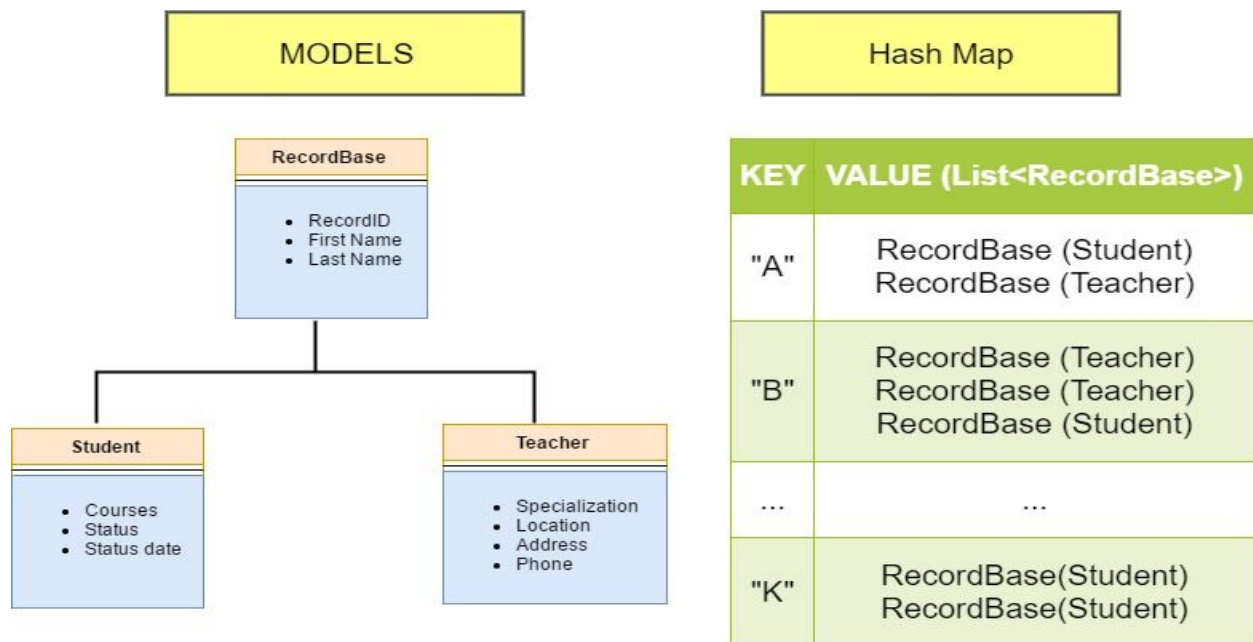 MODELS
Hash Map
RecordBase
• RecordID
• First Name
• Last Name
Student
• Courses
• Status
• Status date
Teacher
• Specialization
• Location
• Address
• Phone
KEY VALUE (List<RecordBase>)
"A"
RecordBase (Student)
RecordBase (Teacher)
"B"
RecordBase (Teacher)
RecordBase (Teacher)
RecordBase (Student)
... ...
"K"
RecordBase(Student)
RecordBase(Student)